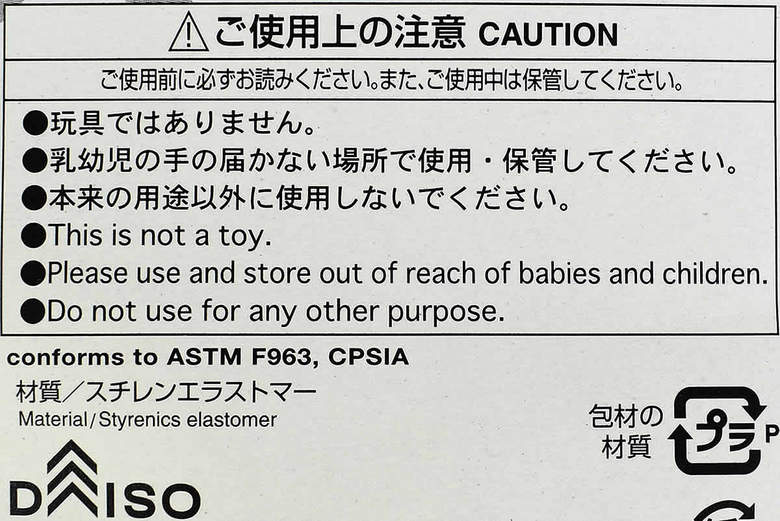 ⚠ご使用上の注意 CAUTION
ご使用前に必ずお読みください。また、ご使用中は保管してください。
●玩具ではありません。
●乳幼児の手の届かない場所で使用・保管してください。
●本来の用途以外に使用しないでください。
●This is not a toy.
●Please use and store out of reach of babies and children.
●Do not use for any other purpose.
conforms to ASTM F963, CPSIA
材質／スチレンエラストマー
Material/Styrenics elastomer
包材の
材質
プラ
P
DAISO